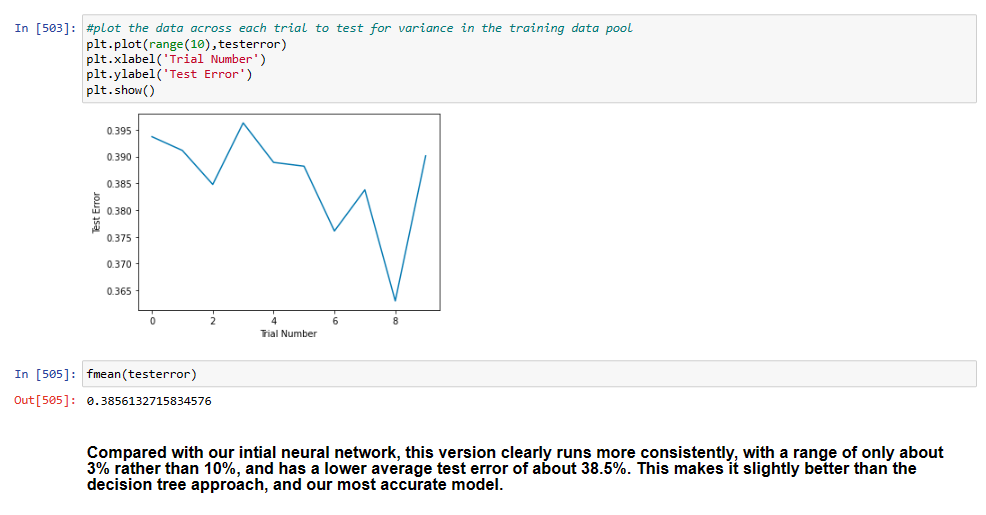 In [503]: #plot the data across each trial to test for variance in the training data pool
plt.plot(range(10),testerror)
plt.xlabel('Trial Number')
plt.ylabel('Test Error')
plt.show()
0.395
0.390
0.385
0.380
0.375
0.370
0.365
Test Error
0 2 4 6 8
Trial Number
In [505]: fmean(testerror)
Out[505]: 0.3856132715834576
Compared with our intial neural network, this version clearly runs more consistently, with a range of only about
3% rather than 10%, and has a lower average test error of about 38.5%. This makes it slightly better than the
decision tree approach, and our most accurate model.